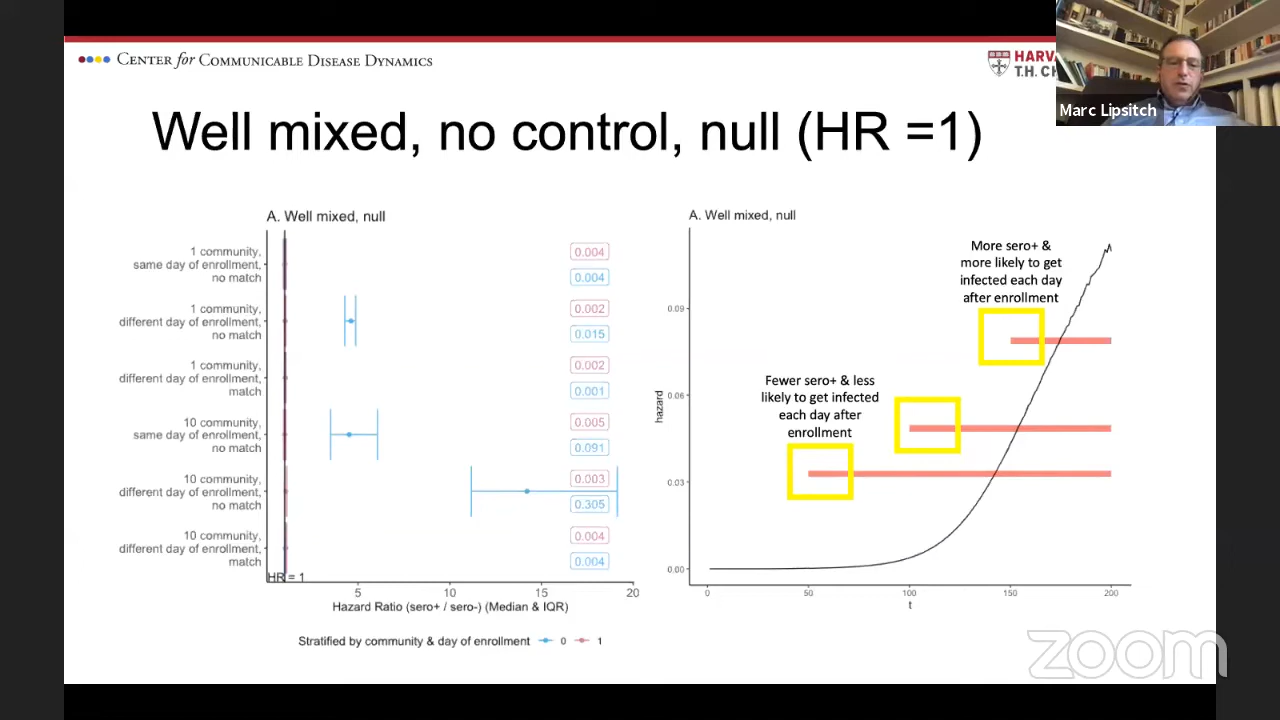 CENTER for COMMUNICABLE DISEASE DYNAMICS
HARV
T.H. CH
Marc Lipsitch
Well mixed, no control, null (HR =1)
A. Well mixed, null
1 community,
same day of enrollment,
no match
0.004
0.004
1 community,
different day of enrollment,
no match
0.002
0.015
1 community,
different day of enrollment,
match
0.002
0.001
10 community,
same day of enrollment,
no match
0.005
0.091
10 community,
different day of enrollment,
no match
0.003
0.305
10 community,
different day of enrollment,
match
0.004
0.004
HR = 1
5
10
15
20
Hazard Ratio (sero+ / sero-) (Median & IQR)
Stratified by community & day of enrollment 0 1
A. Well mixed, null
More sero+ &
more likely to get
infected each day
after enrollment
Fewer sero+ & less
likely to get infected
each day after
enrollment
hazard
0.09
0.06
0.03
0.00
0
50
100
150
200
t
zoom